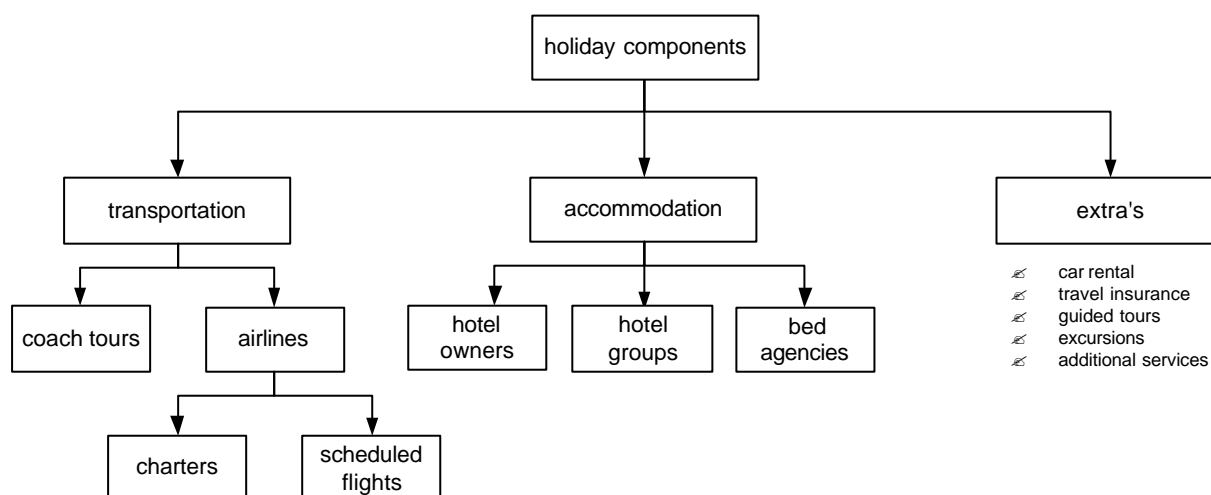 holiday components
transportation
accommodation
extra's
coach tours
airlines
hotel
owners
hotel
groups
bed
agencies
car rental
travel insurance
guided tours
excursions
additional services
charters
scheduled
flights